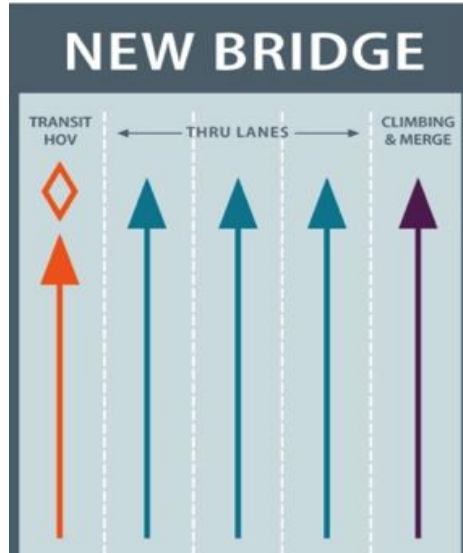 NEW BRIDGE
TRANSIT
HOV
THRU LANES
CLIMBING
& MERGE